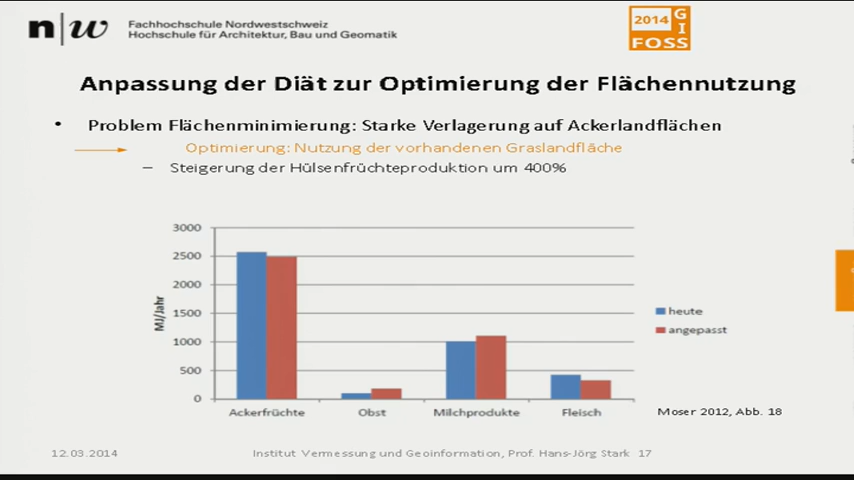 n|w
Fachhochschule Nordwestschweiz
Hochschule für Architektur, Bau und Geomatik
2014
GI
FOSS
Anpassung der Diät zur Optimierung der Flächennutzung
• Problem Flächenminimierung: Starke Verlagerung auf Ackerlandflächen
Optimierung: Nutzung der vorhandenen Graslandfläche
– Steigerung der Hülsenfrüchteproduktion um 400%
3000
2500
2000
1500
1000
500
0
MJ/Jahr
heute
angepasst
Ackerfrüchte Obst Milchprodukte Fleisch
Moser 2012, Abb. 18
12.03.2014
Institut Vermessung und Geoinformation, Prof. Hans-Jörg Stark 17